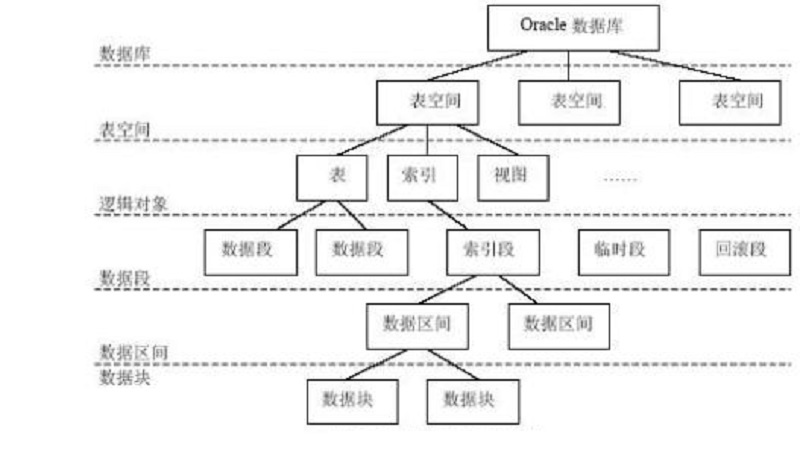 Oracle 数据库
数据库
表空间 表空间 表空间
表空间
表 索引 视图 ……
逻辑对象
数据段 数据段 索引段 临时段 回滚段
数据段
数据区间 数据区间
数据区间
数据块
数据块 数据块